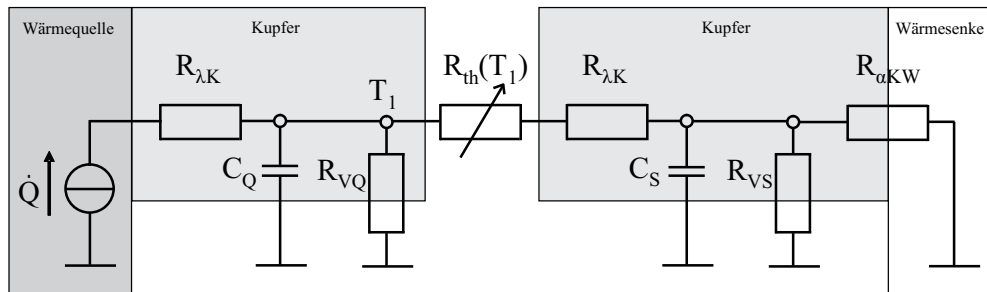 Wärmequelle
Kupfer
Kupfer
Wärmesenke
R_λK
T_1
R_th(T_1)
R_λK
R_αKW
Q̇
C_Q
R_VQ
C_S
R_VS